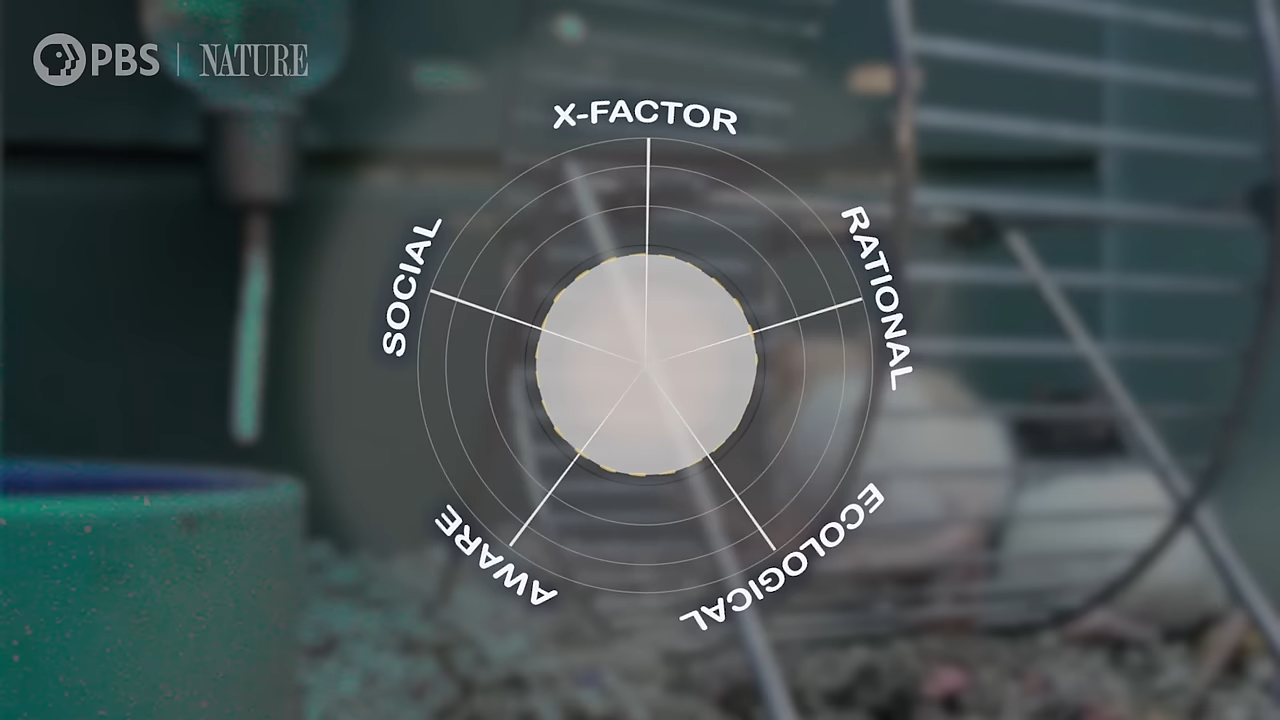 PBS | NATURE
X-FACTOR
SOCIAL
RATIONAL
AWARE
ECOLOGICAL